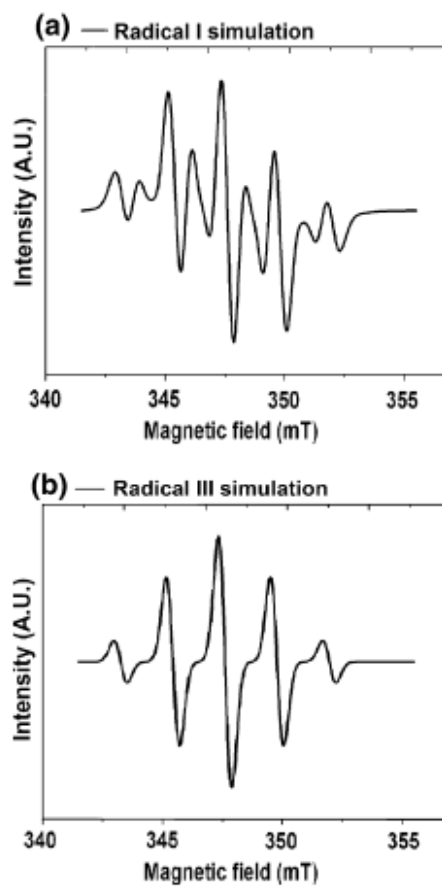 (a) — Radical I simulation
Intensity (A.U.)
340 345 350 355
Magnetic field (mT)
(b) — Radical III simulation
Intensity (A.U.)
340 345 350 355
Magnetic field (mT)